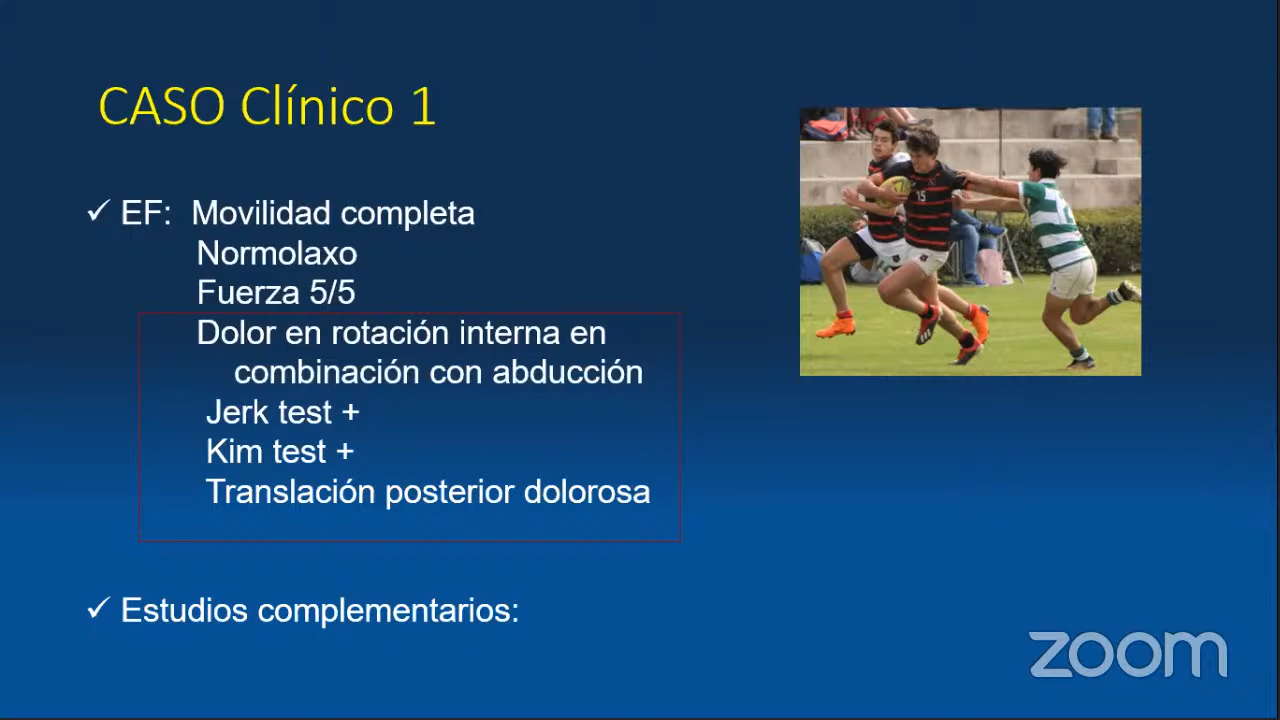 CASO Clínico 1
✓ EF: Movilidad completa
Normolaxo
Fuerza 5/5
Dolor en rotación interna en
combinación con abducción
Jerk test +
Kim test +
Translación posterior dolorosa
✓ Estudios complementarios:
15
zoom